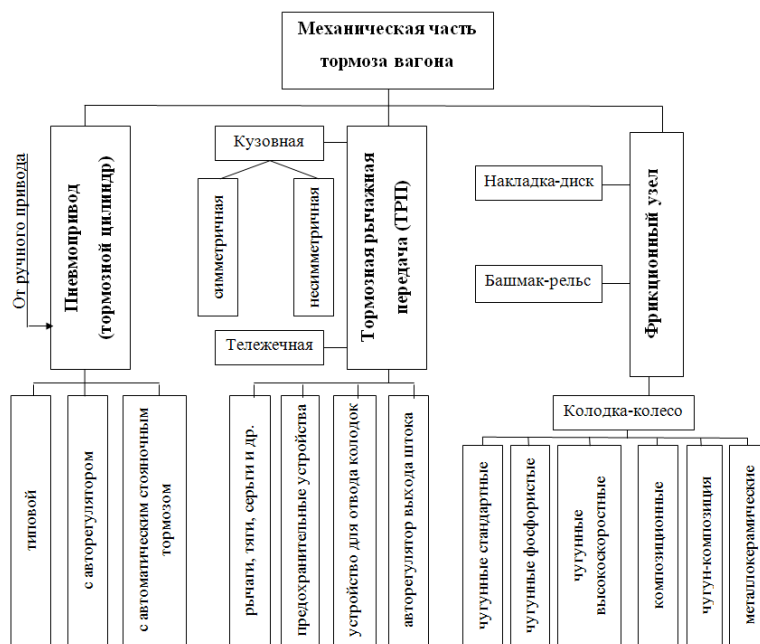 Механическая часть
тормоза вагона
От ручного привода
Пневмопривод
(тормозной цилиндр)
Кузовная
симметричная
несимметричная
Тележечная
Тормозная рычажная
передача (ТРП)
Накладка-диск
Башмак-рельс
Фрикционный узел
типовой
с авторегулятором
с автоматическим стояночным
тормозом
рычаги, тяги, серьги и др.
предохранительные устройства
устройство для отвода колодок
авторегулятор выхода штока
Колодка-колесо
чугунные стандартные
чугунные фосфористые
чугунные
высокоскоростные
композиционные
чугун-композиция
металлокерамические